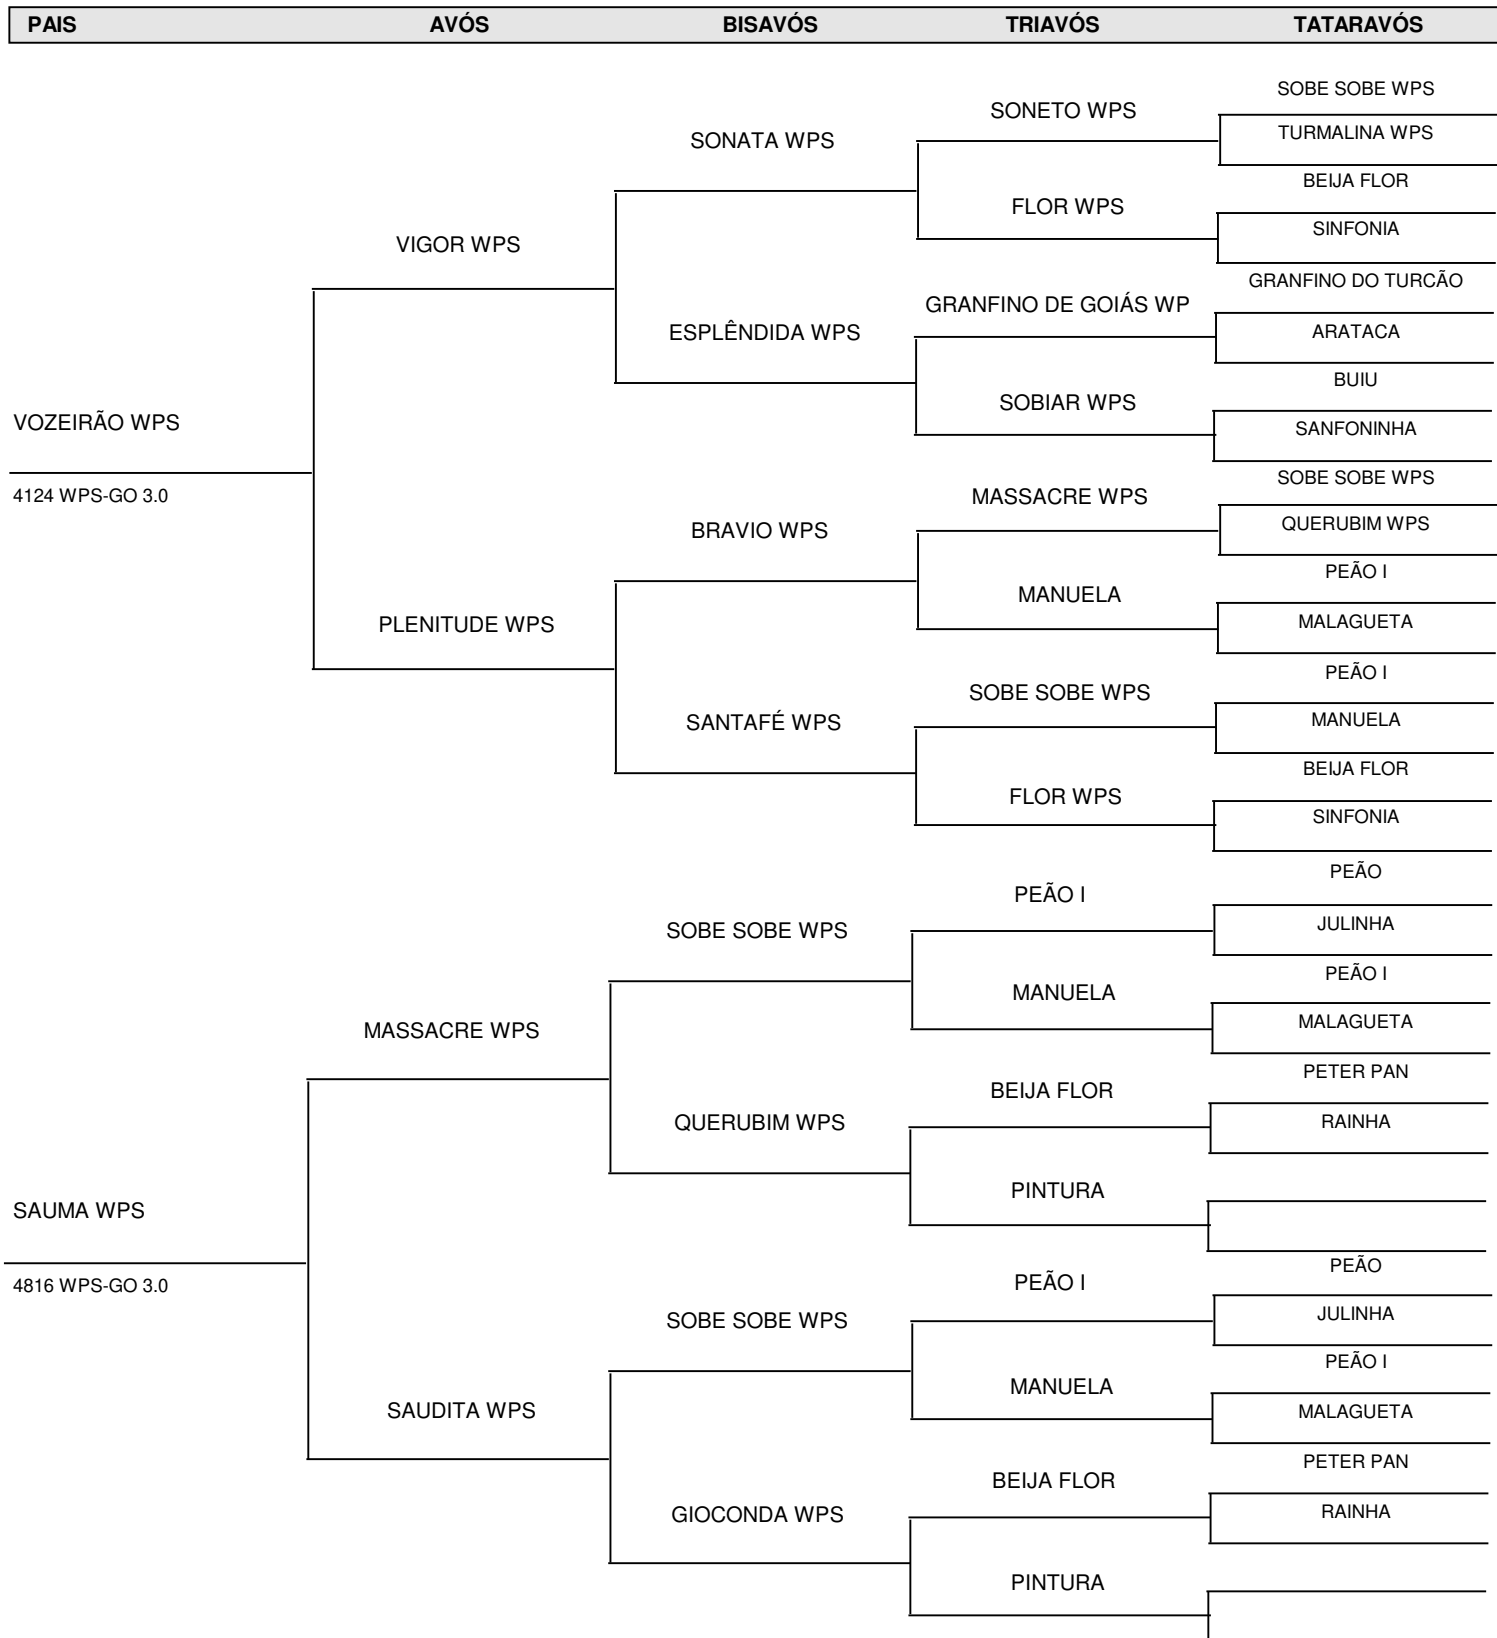 PAIS AVÓS BISAVÓS TRIAVÓS TATARAVÓS
SOBE SOBE WPS
SONETO WPS
TURMALINA WPS
SONATA WPS
BEIJA FLOR
FLOR WPS
SINFONIA
VIGOR WPS
GRANFINO DO TURCÃO
GRANFINO DE GOIÁS WP
ARATACA
ESPLÊNDIDA WPS
BUIU
SOBIAR WPS
SANFONINHA
VOZEIRÃO WPS
4124 WPS-GO 3.0
SOBE SOBE WPS
MASSACRE WPS
QUERUBIM WPS
BRAVIO WPS
PEÃO I
MANUELA
MALAGUETA
PLENITUDE WPS
PEÃO I
SOBE SOBE WPS
MANUELA
SANTAFÉ WPS
BEIJA FLOR
FLOR WPS
SINFONIA
PEÃO
PEÃO I
JULINHA
SOBE SOBE WPS
PEÃO I
MANUELA
MALAGUETA
MASSACRE WPS
PETER PAN
BEIJA FLOR
RAINHA
QUERUBIM WPS
PINTURA
SAUMA WPS
4816 WPS-GO 3.0
PEÃO
PEÃO I
JULINHA
SOBE SOBE WPS
PEÃO I
MANUELA
MALAGUETA
SAUDITA WPS
PETER PAN
BEIJA FLOR
RAINHA
GIOCONDA WPS
PINTURA